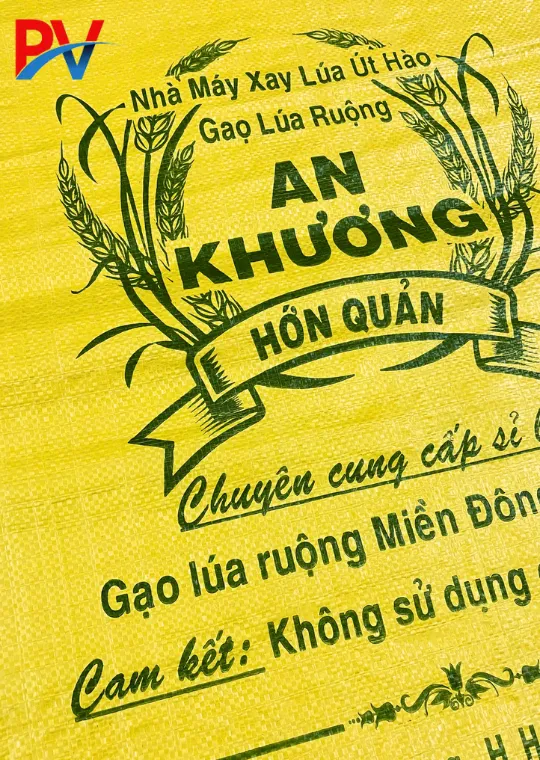 PV
Nhà Máy Xay Lúa Út Hào
Gạo Lúa Ruộng
AN
KHƯƠNG
HỚN QUẢN
Chuyên cung cấp sỉ
Gạo lúa ruộng Miền Đông
Cam kết: Không sử dụng